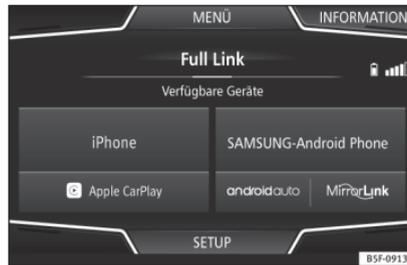 MENÜ INFORMATION
Full Link
Verfügbare Geräte
iPhone SAMSUNG-Android Phone
Apple CarPlay androidauto MirrorLink
SETUP
B5F-0913